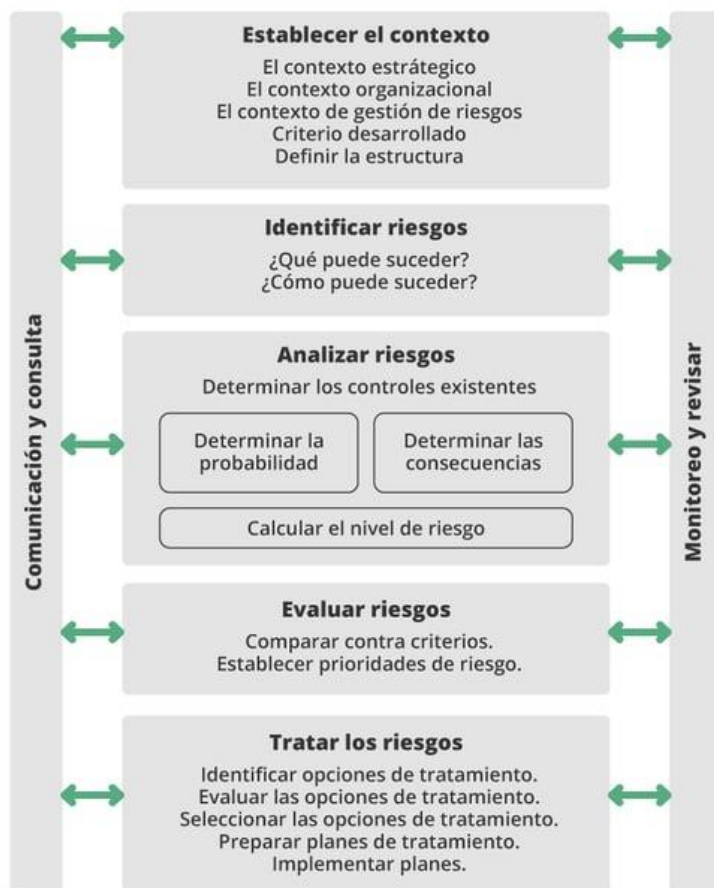 Establecer el contexto
El contexto estrátegico
El contexto organizacional
El contexto de gestión de riesgos
Criterio desarrollado
Definir la estructura
Identificar riesgos
¿Qué puede suceder?
¿Cómo puede suceder?
Analizar riesgos
Determinar los controles existentes
Determinar la
probabilidad
Determinar las
consecuencias
Calcular el nivel de riesgo
Evaluar riesgos
Comparar contra criterios.
Establecer prioridades de riesgo.
Tratar los riesgos
Identificar opciones de tratamiento.
Evaluar las opciones de tratamiento.
Seleccionar las opciones de tratamiento.
Preparar planes de tratamiento.
Implementar planes.
Comunicación y consulta
Monitoreo y revisar